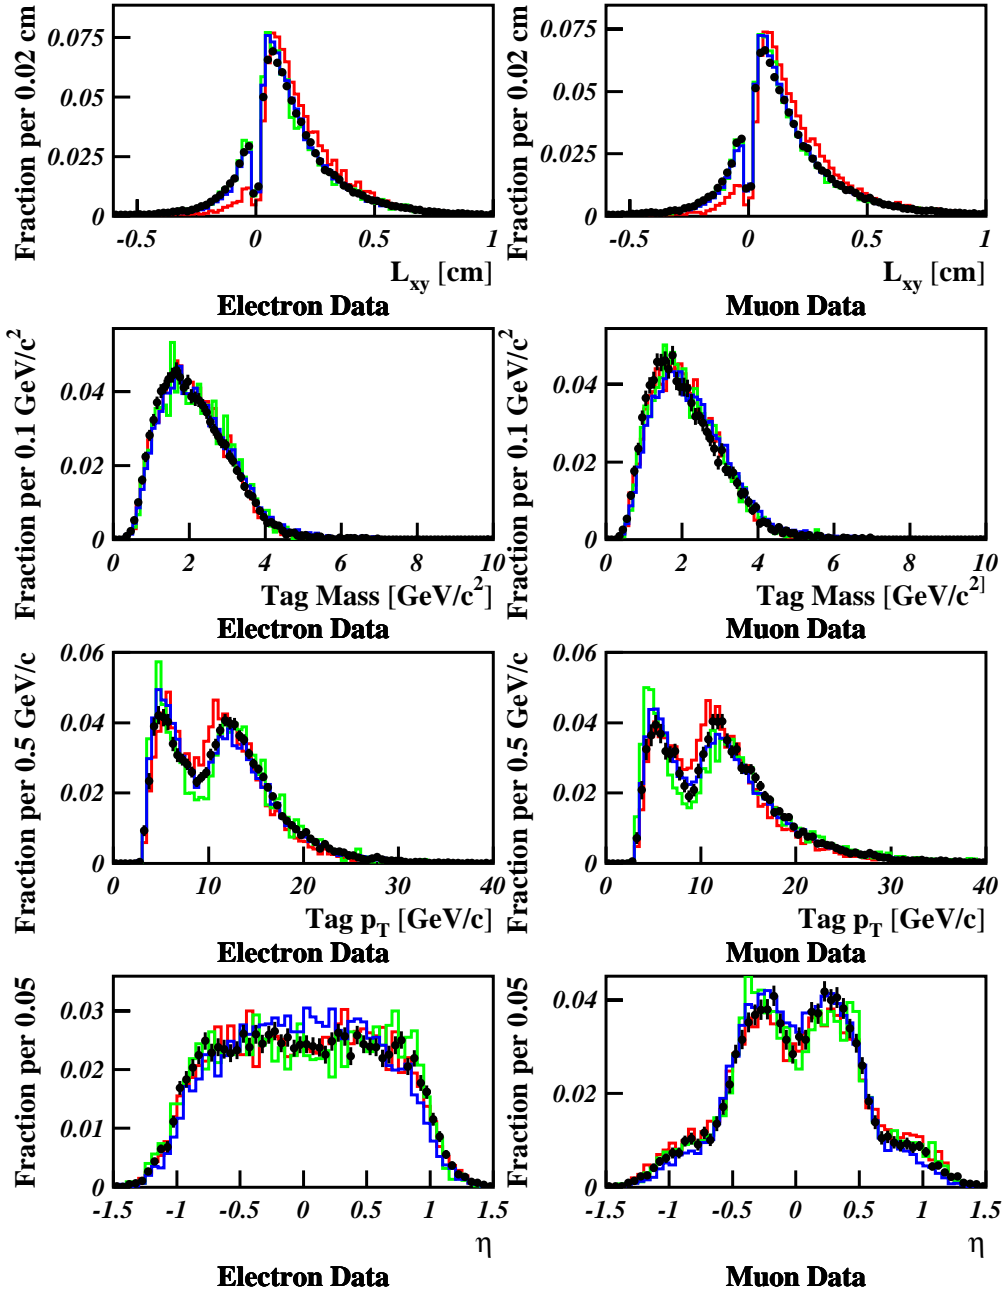 Fraction per 0.02 cm
0.075
0.05
0.025
0
-0.5 0 0.5 1
Lxy [cm]
Electron Data
Fraction per 0.02 cm
0.075
0.05
0.025
0
-0.5 0 0.5 1
Lxy [cm]
Muon Data
Fraction per 0.1 GeV/c2
0.04
0.02
0
0 2 4 6 8 10
Tag Mass [GeV/c2]
Electron Data
Fraction per 0.1 GeV/c2
0.04
0.02
0
0 2 4 6 8 10
Tag Mass [GeV/c2]
Muon Data
Fraction per 0.5 GeV/c
0.06
0.04
0.02
0
0 10 20 30 40
Tag pT [GeV/c]
Electron Data
Fraction per 0.5 GeV/c
0.06
0.04
0.02
0
0 10 20 30 40
Tag pT [GeV/c]
Muon Data
Fraction per 0.05
0.03
0.02
0.01
0
-1.5 -1 -0.5 0 0.5 1 1.5
η
Electron Data
Fraction per 0.05
0.04
0.02
0
-1.5 -1 -0.5 0 0.5 1 1.5
η
Muon Data